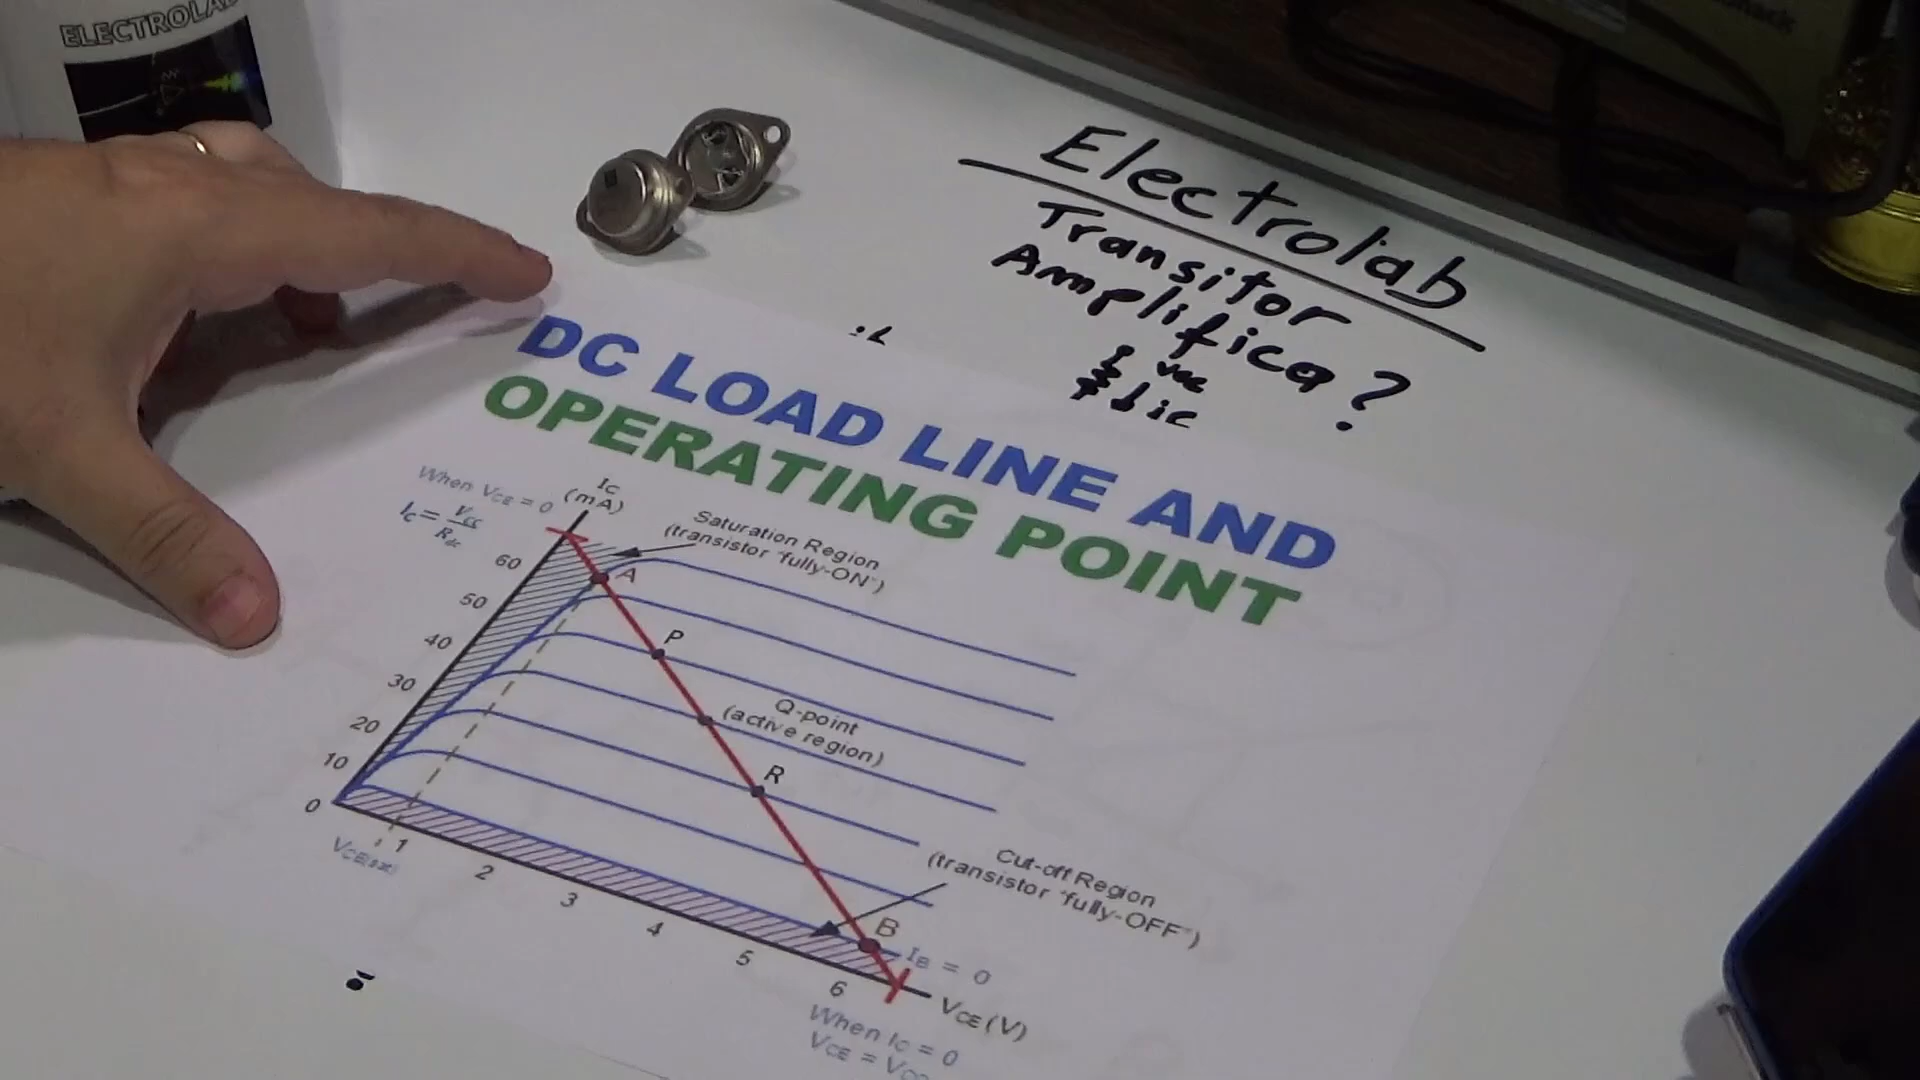 ELECTROLAB
Electrolab
Transitor
Amplifica?
vcc
ic
DC LOAD LINE AND
OPERATING POINT
When VCE = 0
IC = VCC / Rdc
IC
(mA)
Saturation Region
(transistor "fully-ON")
60
50
40
30
20
10
0
A
P
Q-point
(active region)
R
Cut-off Region
(transistor "fully-OFF")
B
IB = 0
VCE(sat)
1
2
3
4
5
6
VCE (V)
When IC = 0